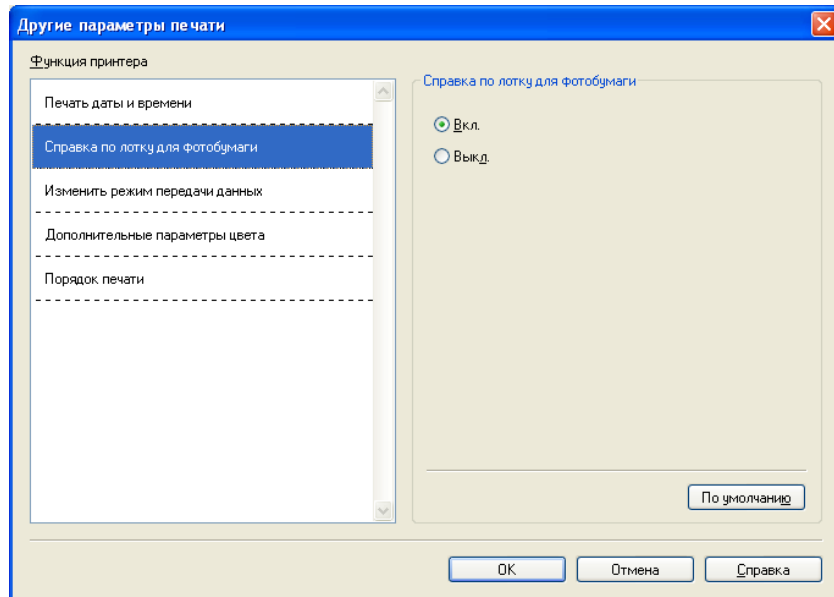 Другие параметры печати
Функция принтера
Печать даты и времени
Справка по лотку для фотобумаги
Изменить режим передачи данных
Дополнительные параметры цвета
Порядок печати
Справка по лотку для фотобумаги
Вкл.
Выкл.
По умолчанию
OK
Отмена
Справка